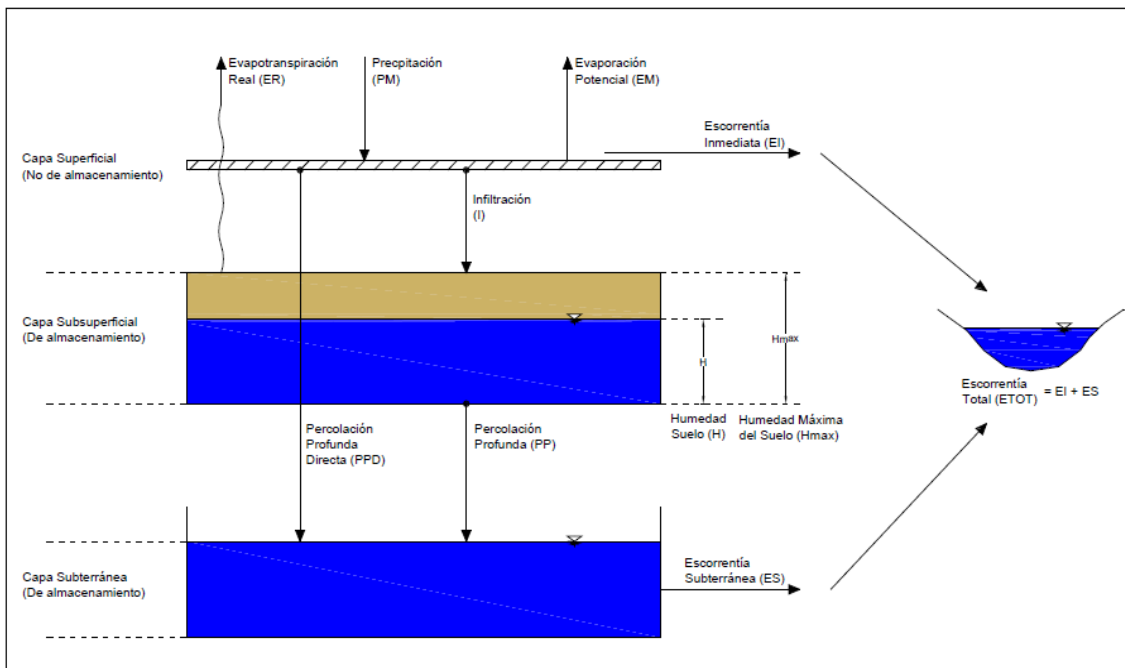 Evapotranspiración
Real (ER)
Precpitación
(PM)
Evaporación
Potencial (EM)
Escorrentía
Inmediata (EI)
Capa Superficial
(No de almacenamiento)
Infiltración
(I)
Capa Subsuperficial
(De almacenamiento)
H
Hmax
Humedad
Suelo (H)
Humedad Máxima
del Suelo (Hmax)
Escorrentía
Total (ETOT) = EI + ES
Percolación
Profunda
Directa (PPD)
Percolación
Profunda (PP)
Capa Subterránea
(De almacenamiento)
Escorrentía
Subterránea (ES)